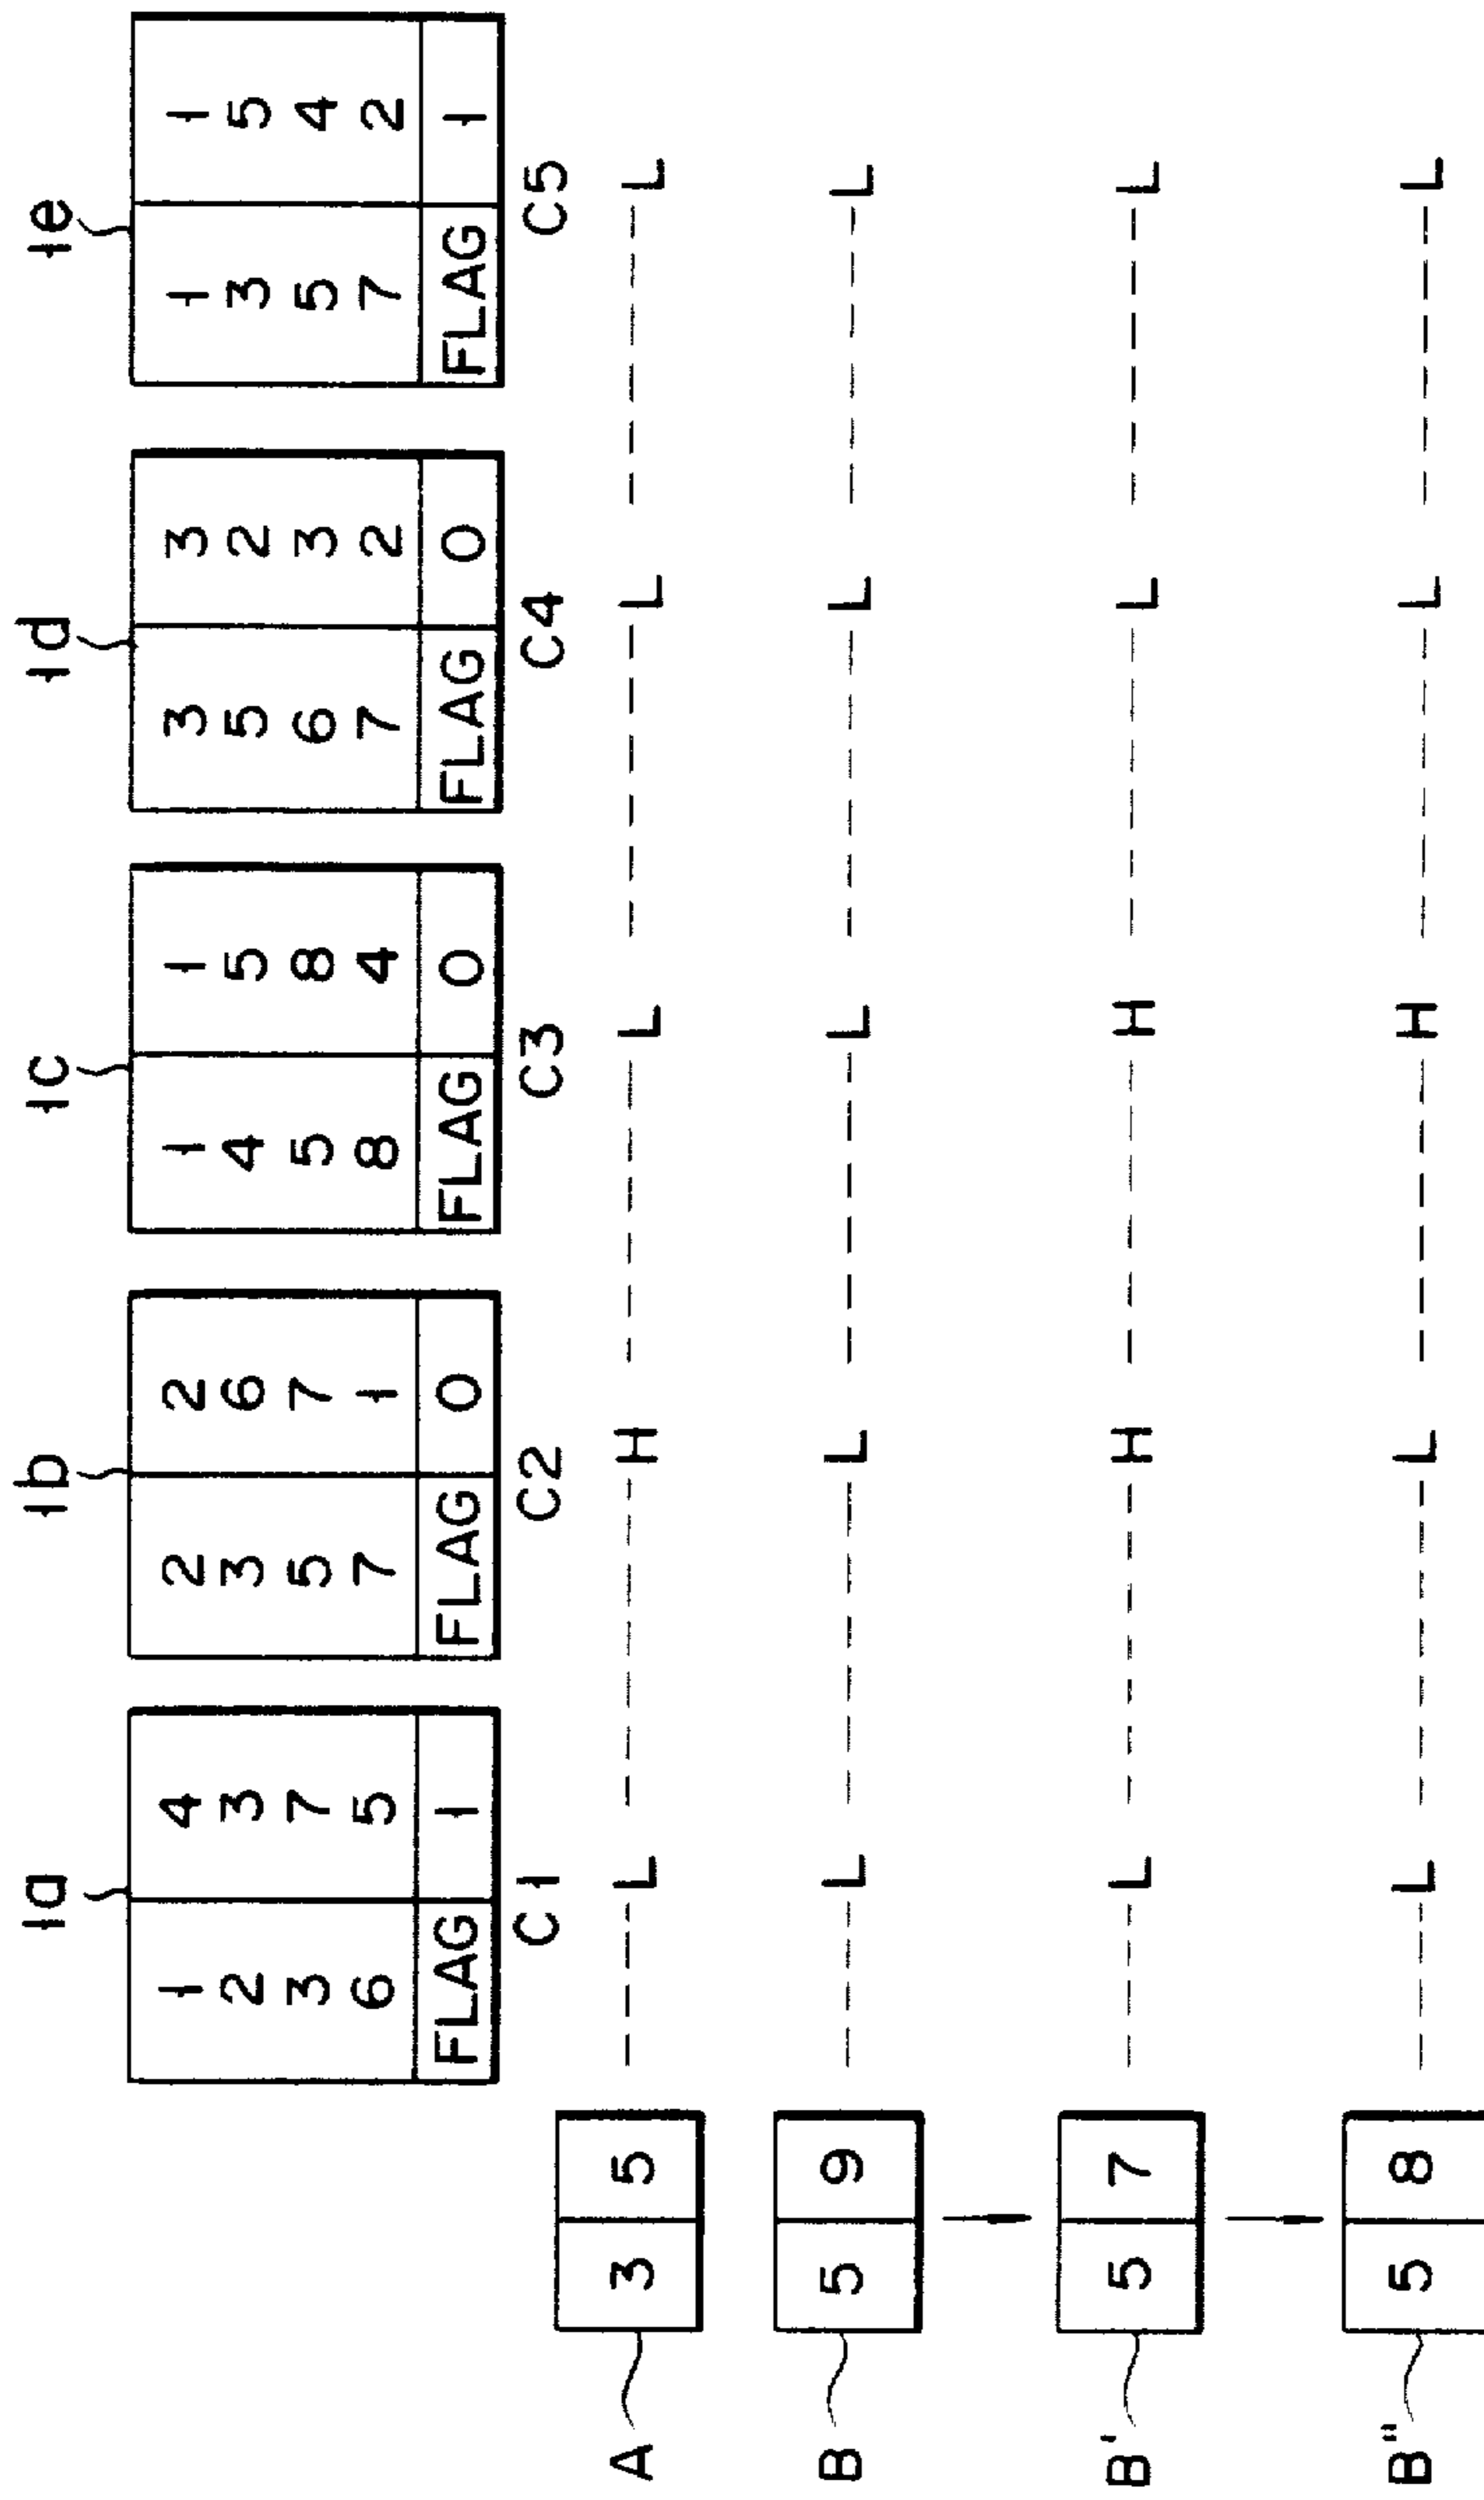 1a 1b 1c 1d 1e
1 4 2 2 1 1 3 3 1 1
2 3 3 6 4 5 5 2 3 5
3 7 5 7 5 8 6 3 5 4
6 5 7 1 8 4 7 2 7 2
FLAG 1 FLAG 0 FLAG 0 FLAG 0 FLAG 1
C1 C2 C3 C4 C5
A 3 5 L H L L L
B 5 9 L L L L L
B' 5 7 L H H L L
B" 5 8 L L H L L